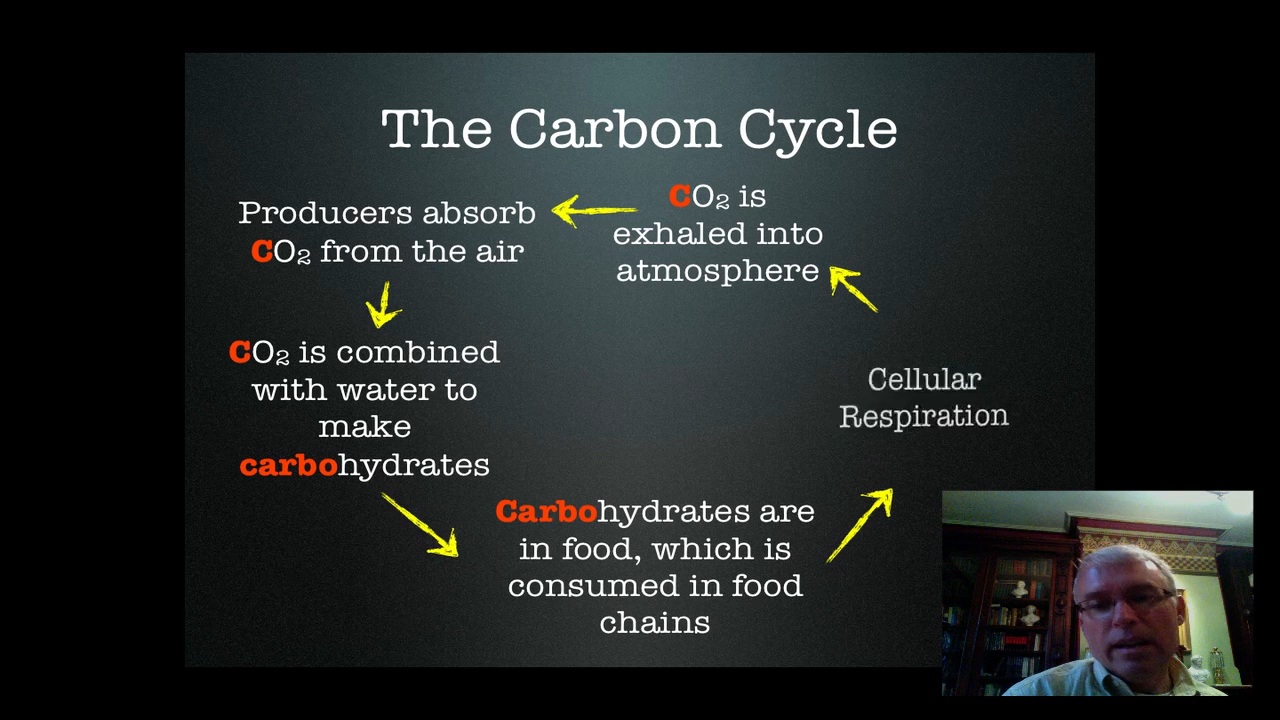 The Carbon Cycle
Producers absorb
CO₂ from the air
CO₂ is combined
with water to
make
carbohydrates
Carbohydrates are
in food, which is
consumed in food
chains
Cellular
Respiration
CO₂ is
exhaled into
atmosphere